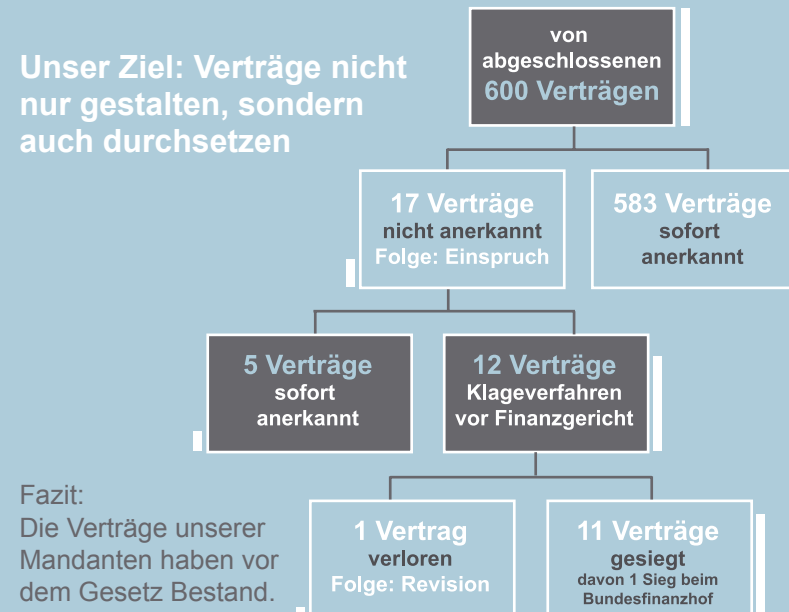 Unser Ziel: Verträge nicht
nur gestalten, sondern
auch durchsetzen
von
abgeschlossenen
600 Verträgen
17 Verträge
nicht anerkannt
Folge: Einspruch
583 Verträge
sofort
anerkannt
5 Verträge
sofort
anerkannt
12 Verträge
Klageverfahren
vor Finanzgericht
Fazit:
Die Verträge unserer
Mandanten haben vor
dem Gesetz Bestand.
1 Vertrag
verloren
Folge: Revision
11 Verträge
gesiegt
davon 1 Sieg beim
Bundesfinanzhof